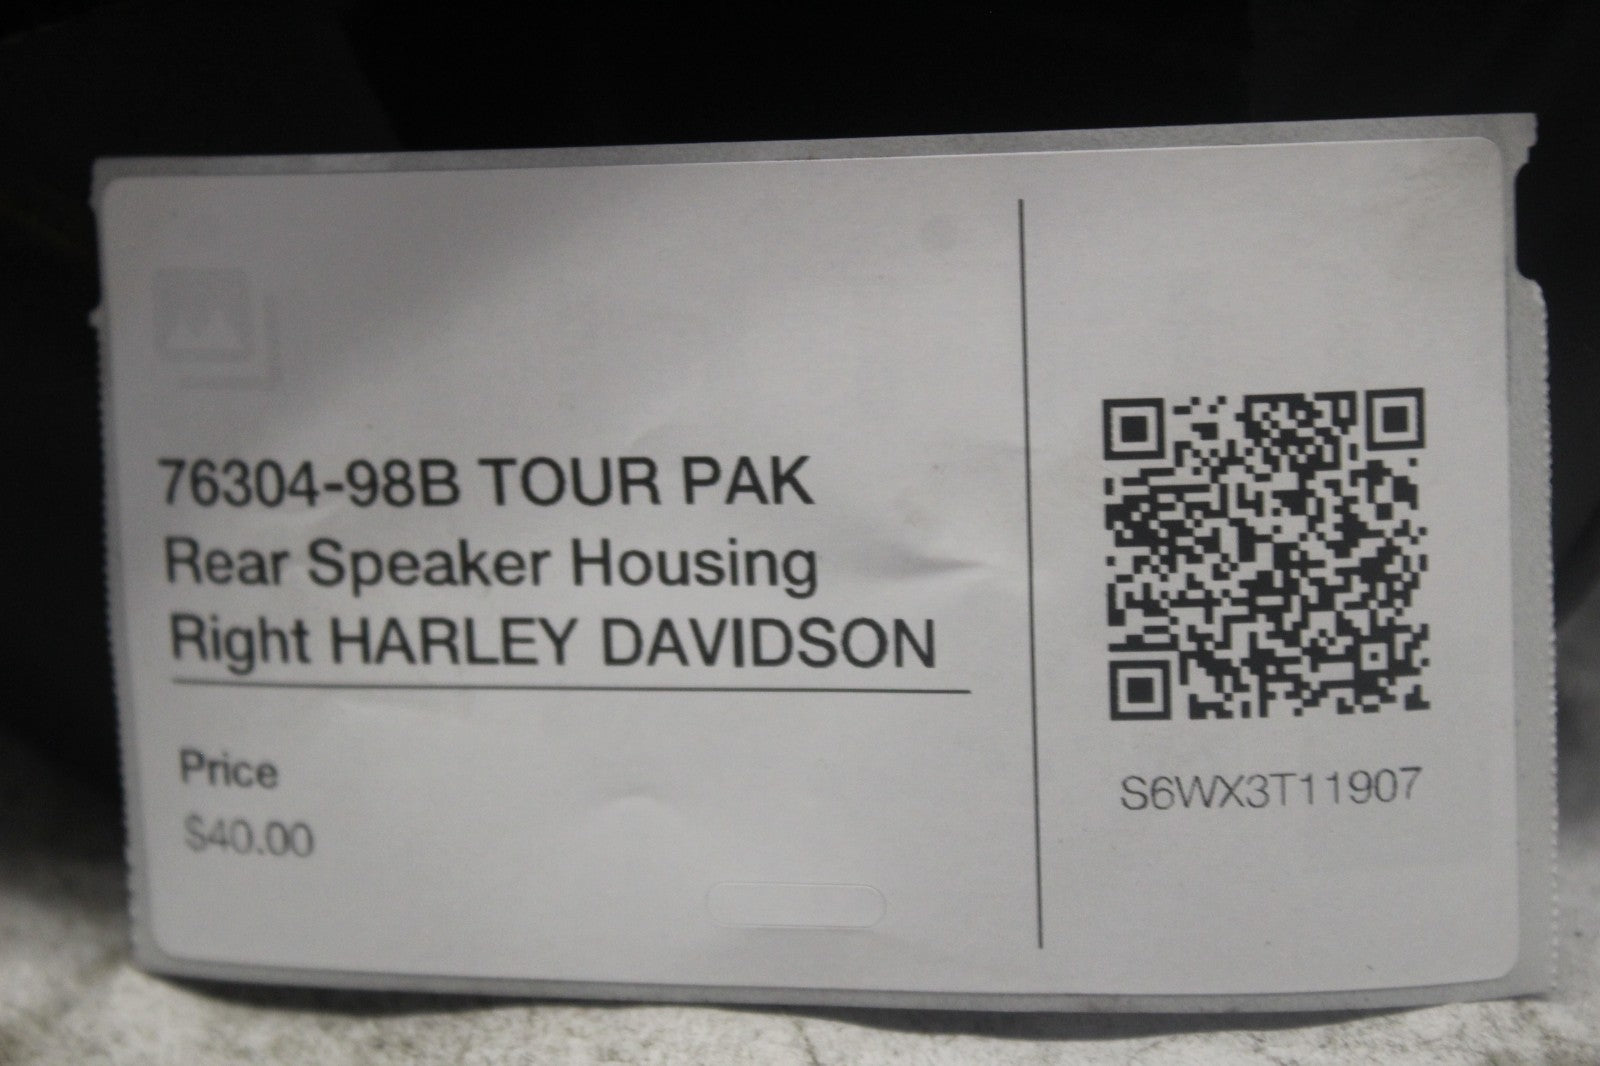 76304-98B TOUR PAK
Rear Speaker Housing
Right HARLEY DAVIDSON
Price
$40.00
S6WX3T11907